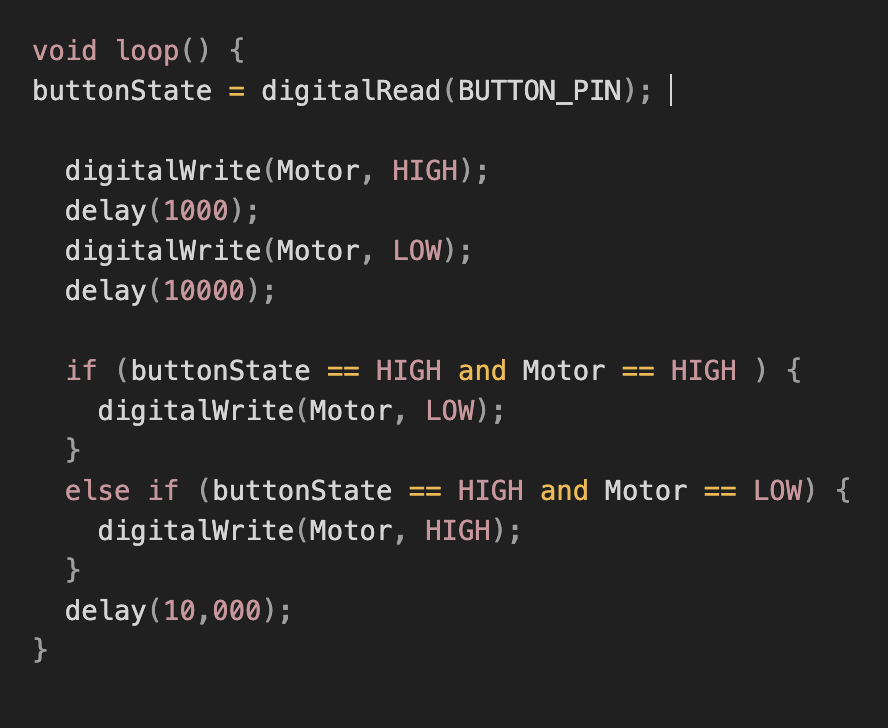 void loop() {
buttonState = digitalRead(BUTTON_PIN);
digitalWrite(Motor, HIGH);
delay(1000);
digitalWrite(Motor, LOW);
delay(10000);
if (buttonState == HIGH and Motor == HIGH ) {
digitalWrite(Motor, LOW);
}
else if (buttonState == HIGH and Motor == LOW) {
digitalWrite(Motor, HIGH);
}
delay(10,000);
}